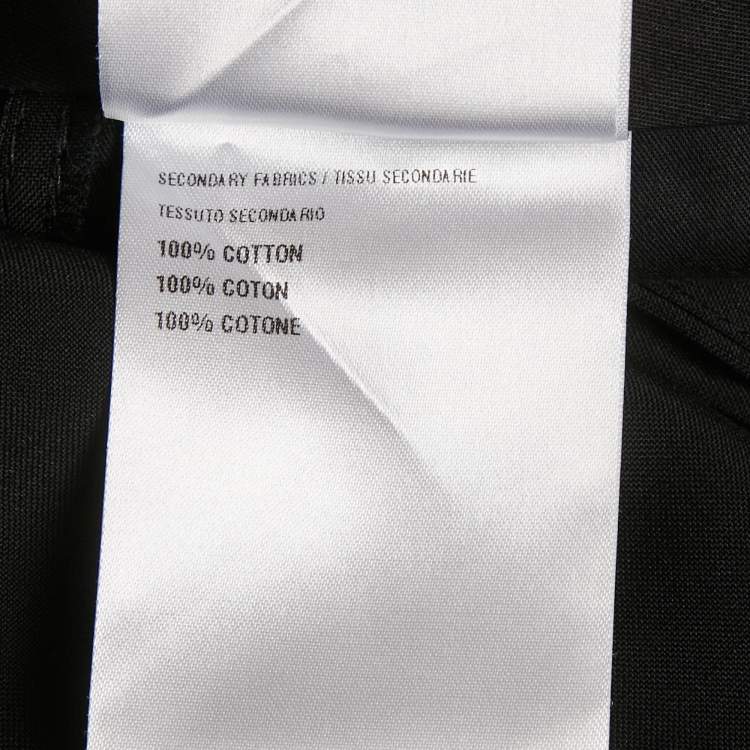 SECONDARY FABRICS / TISSU SECONDARIE
TESSUTO SECONDARIO
100% COTTON
100% COTON
100% COTONE